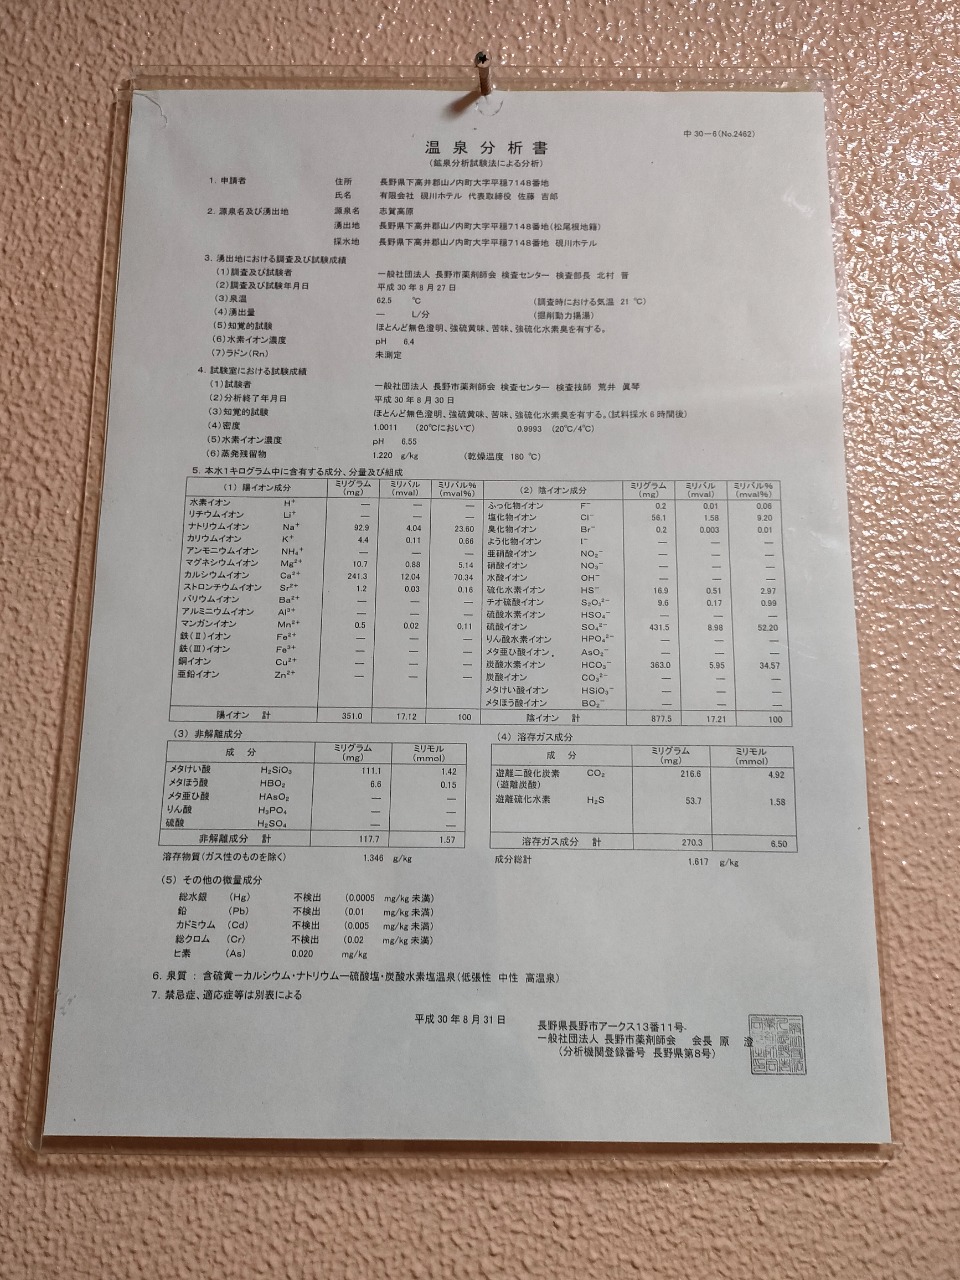 中30-6(No.2462)
温泉分析書
(鉱泉分析試験法による分析)
1. 申請者 住所 長野県下高井郡山ノ内町大字平穏7148番地
氏名 有限会社 硯川ホテル 代表取締役 佐藤 吉郎
2. 源泉名及び湧出地 源泉名 志賀高原
湧出地 長野県下高井郡山ノ内町大字平穏7148番地(松尾根地籍)
採水地 長野県下高井郡山ノ内町大字平穏7148番地 硯川ホテル
3. 湧出地における調査及び試験成績
(1)調査及び試験者 一般社団法人 長野市薬剤師会 検査センター 検査部長 北村 晋
(2)調査及び試験年月日 平成 30 年 8 月 27 日
(3)泉温 62.5 ℃ (調査時における気温 21 ℃)
(4)湧出量 — L/分 (掘削動力揚湯)
(5)知覚的試験 ほとんど無色澄明、強硫黄味、苦味、強硫化水素臭を有する。
(6)水素イオン濃度 pH 6.4
(7)ラドン(Rn) 未測定
4. 試験室における試験成績
(1)試験者 一般社団法人 長野市薬剤師会 検査センター 検査技師 荒井 眞琴
(2)分析終了年月日 平成 30 年 8 月 30 日
(3)知覚的試験 ほとんど無色澄明、強硫黄味、苦味、強硫化水素臭を有する。(試料採水 6 時間後)
(4)密度 1.0011 (20℃において) 0.9993 (20℃/4℃)
(5)水素イオン濃度 pH 6.55
(6)蒸発残留物 1.220 g/kg (乾燥温度 180 ℃)
5. 本水1キログラム中に含有する成分、分量及び組成
(1) 陽イオン成分 ミリグラム(mg) ミリバル(mval) ミリバル%(mval%)
水素イオン H⁺ — — —
リチウムイオン Li⁺ — — —
ナトリウムイオン Na⁺ 92.9 4.04 23.60
カリウムイオン K⁺ 4.4 0.11 0.66
アンモニウムイオン NH₄⁺ — — —
マグネシウムイオン Mg²⁺ 10.7 0.88 5.14
カルシウムイオン Ca²⁺ 241.3 12.04 70.34
ストロンチウムイオン Sr²⁺ 1.2 0.03 0.16
バリウムイオン Ba²⁺ — — —
アルミニウムイオン Al³⁺ — — —
マンガンイオン Mn²⁺ 0.5 0.02 0.11
鉄(Ⅱ)イオン Fe²⁺ — — —
鉄(Ⅲ)イオン Fe³⁺ — — —
銅イオン Cu²⁺ — — —
亜鉛イオン Zn²⁺ — — —
陽イオン 計 351.0 17.12 100
(2) 陰イオン成分 ミリグラム(mg) ミリバル(mval) ミリバル%(mval%)
ふっ化物イオン F⁻ 0.2 0.01 0.06
塩化物イオン Cl⁻ 56.1 1.58 9.20
臭化物イオン Br⁻ 0.2 0.003 0.01
よう化物イオン I⁻ — — —
亜硝酸イオン NO₂⁻ — — —
硝酸イオン NO₃⁻ — — —
水酸イオン OH⁻ — — —
硫化水素イオン HS⁻ 16.9 0.51 2.97
チオ硫酸イオン S₂O₃²⁻ 9.6 0.17 0.99
硫酸水素イオン HSO₄⁻ — — —
硫酸イオン SO₄²⁻ 431.5 8.98 52.20
りん酸水素イオン HPO₄²⁻ — — —
メタ亜ひ酸イオン AsO₂⁻ — — —
炭酸水素イオン HCO₃⁻ 363.0 5.95 34.57
炭酸イオン CO₃²⁻ — — —
メタけい酸イオン HSiO₃⁻ — — —
メタほう酸イオン BO₂⁻ — — —
陰イオン 計 877.5 17.21 100
(3) 非解離成分
成 分 ミリグラム(mg) ミリモル(mmol)
メタけい酸 H₂SiO₃ 111.1 1.42
メタほう酸 HBO₂ 6.6 0.15
メタ亜ひ酸 HAsO₂ — —
りん酸 H₃PO₄ — —
硫酸 H₂SO₄ — —
非解離成分 計 117.7 1.57
溶存物質(ガス性のものを除く) 1.346 g/kg
(4) 溶存ガス成分
成 分 ミリグラム(mg) ミリモル(mmol)
遊離二酸化炭素 CO₂ 216.6 4.92
(遊離炭酸)
遊離硫化水素 H₂S 53.7 1.58
溶存ガス成分 計 270.3 6.50
成分総計 1.617 g/kg
(5) その他の微量成分
総水銀 (Hg) 不検出 (0.0005 mg/kg 未満)
鉛 (Pb) 不検出 (0.01 mg/kg 未満)
カドミウム (Cd) 不検出 (0.005 mg/kg 未満)
総クロム (Cr) 不検出 (0.02 mg/kg 未満)
ヒ素 (As) 0.020 mg/kg
6. 泉質 : 含硫黄ーカルシウム・ナトリウムー硫酸塩・炭酸水素塩温泉(低張性 中性 高温泉)
7. 禁忌症、適応症等は別表による
平成 30 年 8 月 31 日
長野県長野市アークス13番11号
一般社団法人 長野市薬剤師会 会長 原 澄
(分析機関登録番号 長野県第8号)